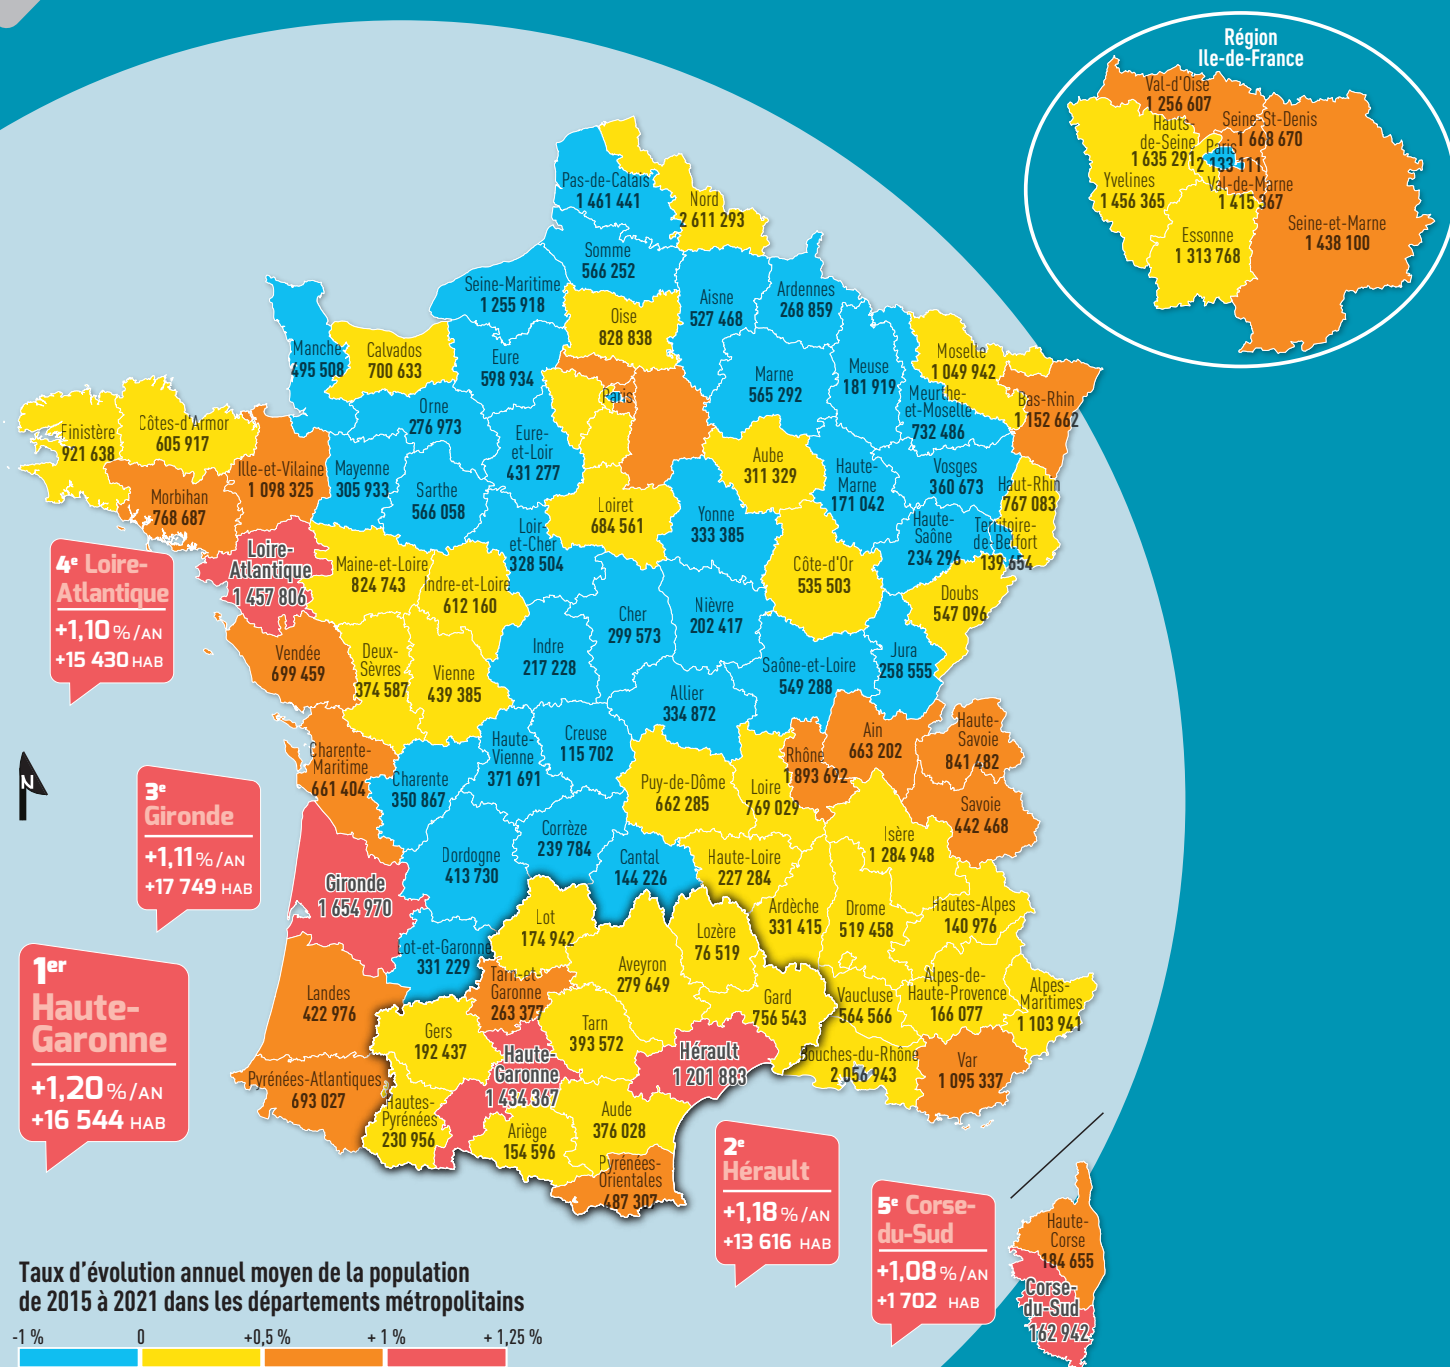 Région
Ile-de-France
Val-d'Oise
1 256 607
Seine-St-Denis
1 668 670
Hauts-
de-Seine
1 635 291
Paris
2 133 111
Val-de-Marne
1 415 367
Yvelines
1 456 365
Essonne
1 313 768
Seine-et-Marne
1 438 100
Pas-de-Calais
1 461 441
Nord
2 611 293
Somme
566 252
Seine-Maritime
1 255 918
Aisne
527 468
Ardennes
268 859
Oise
828 838
Manche
495 508
Calvados
700 633
Eure
598 934
Marne
565 292
Meuse
181 919
Moselle
1 049 942
Meurthe-
et-Moselle
732 486
Bas-Rhin
1 152 662
Paris
Orne
276 973
Finistère
921 638
Côtes-d'Armor
605 917
Eure-
et-Loir
431 277
Ille-et-Vilaine
1 098 325
Mayenne
305 933
Sarthe
566 058
Morbihan
768 687
Loiret
684 561
Yonne
333 385
Aube
311 329
Haute-
Marne
171 042
Vosges
360 673
Haut-Rhin
767 083
Haute-
Saône
234 296
Territoire-
de-Belfort
139 654
Loir-
et-Cher
328 504
Loire-
Atlantique
1 457 806
Maine-et-Loire
824 743
Indre-et-Loire
612 160
Côte-d'Or
535 503
Doubs
547 096
4e Loire-
Atlantique
+1,10 %/AN
+15 430 HAB
Vendée
699 459
Deux-
Sèvres
374 587
Vienne
439 385
Indre
217 228
Cher
299 573
Nièvre
202 417
Saône-et-Loire
549 288
Jura
258 555
Allier
334 872
Charente-
Maritime
661 404
Charente
350 867
Haute-
Vienne
371 691
Creuse
115 702
Puy-de-Dôme
662 285
Loire
769 029
Rhône
1 893 692
Ain
663 202
Haute-
Savoie
841 482
Savoie
442 468
N
3e
Gironde
+1,11 %/AN
+17 749 HAB
Gironde
1 654 970
Dordogne
413 730
Corrèze
239 784
Cantal
144 226
Haute-Loire
227 284
Isère
1 284 948
Ardèche
331 415
Drome
519 458
Hautes-Alpes
140 976
Lot-et-Garonne
331 229
Lot
174 942
Aveyron
279 649
Lozère
76 519
Gard
756 543
Vaucluse
564 566
Alpes-de-
Haute-Provence
166 077
Alpes-
Maritimes
1 103 941
1er
Haute-
Garonne
+1,20 %/AN
+16 544 HAB
Landes
422 976
Tarn-et-
Garonne
263 377
Gers
192 437
Haute-
Garonne
1 434 367
Tarn
393 572
Hérault
1 201 883
Bouches-du-Rhône
2 056 943
Var
1 095 337
Pyrénées-Atlantiques
693 027
Hautes-
Pyrénées
230 956
Ariège
154 596
Aude
376 028
Pyrénées-
Orientales
487 307
2e
Hérault
+1,18 %/AN
+13 616 HAB
5e Corse-
du-Sud
+1,08 %/AN
+1 702 HAB
Haute-
Corse
184 655
Corse-
du-Sud
162 942
Taux d'évolution annuel moyen de la population
de 2015 à 2021 dans les départements métropolitains
-1 % 0 +0,5 % + 1 % + 1,25 %